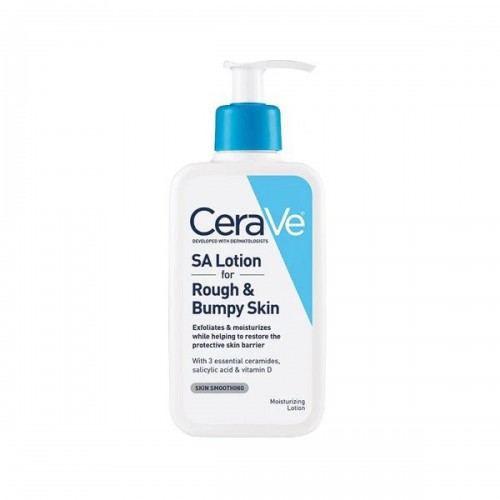 CeraVe
DEVELOPED WITH DERMATOLOGISTS
SA Lotion
for
Rough &
Bumpy Skin
Exfoliates & moisturizes
while helping to restore the
protective skin barrier
With 3 essential ceramides,
salicylic acid & vitamin D
SKIN SMOOTHING
Moisturizing
Lotion